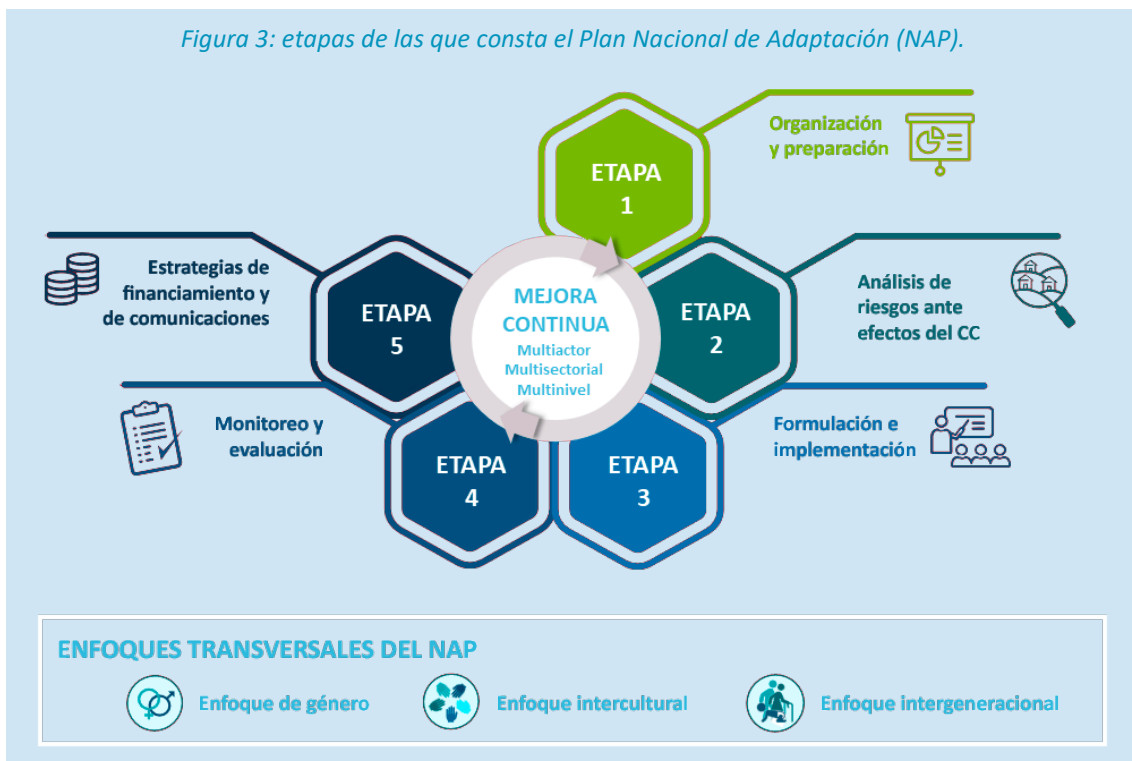 Figura 3: etapas de las que consta el Plan Nacional de Adaptación (NAP).
ETAPA
1
Organización
y preparación
ETAPA
2
Análisis de
riesgos ante
efectos del CC
ETAPA
3
Formulación e
implementación
ETAPA
4
Monitoreo y
evaluación
ETAPA
5
Estrategias de
financiamiento y
de comunicaciones
MEJORA
CONTINUA
Multiactor
Multisectorial
Multinivel
ENFOQUES TRANSVERSALES DEL NAP
Enfoque de género
Enfoque intercultural
Enfoque intergeneracional